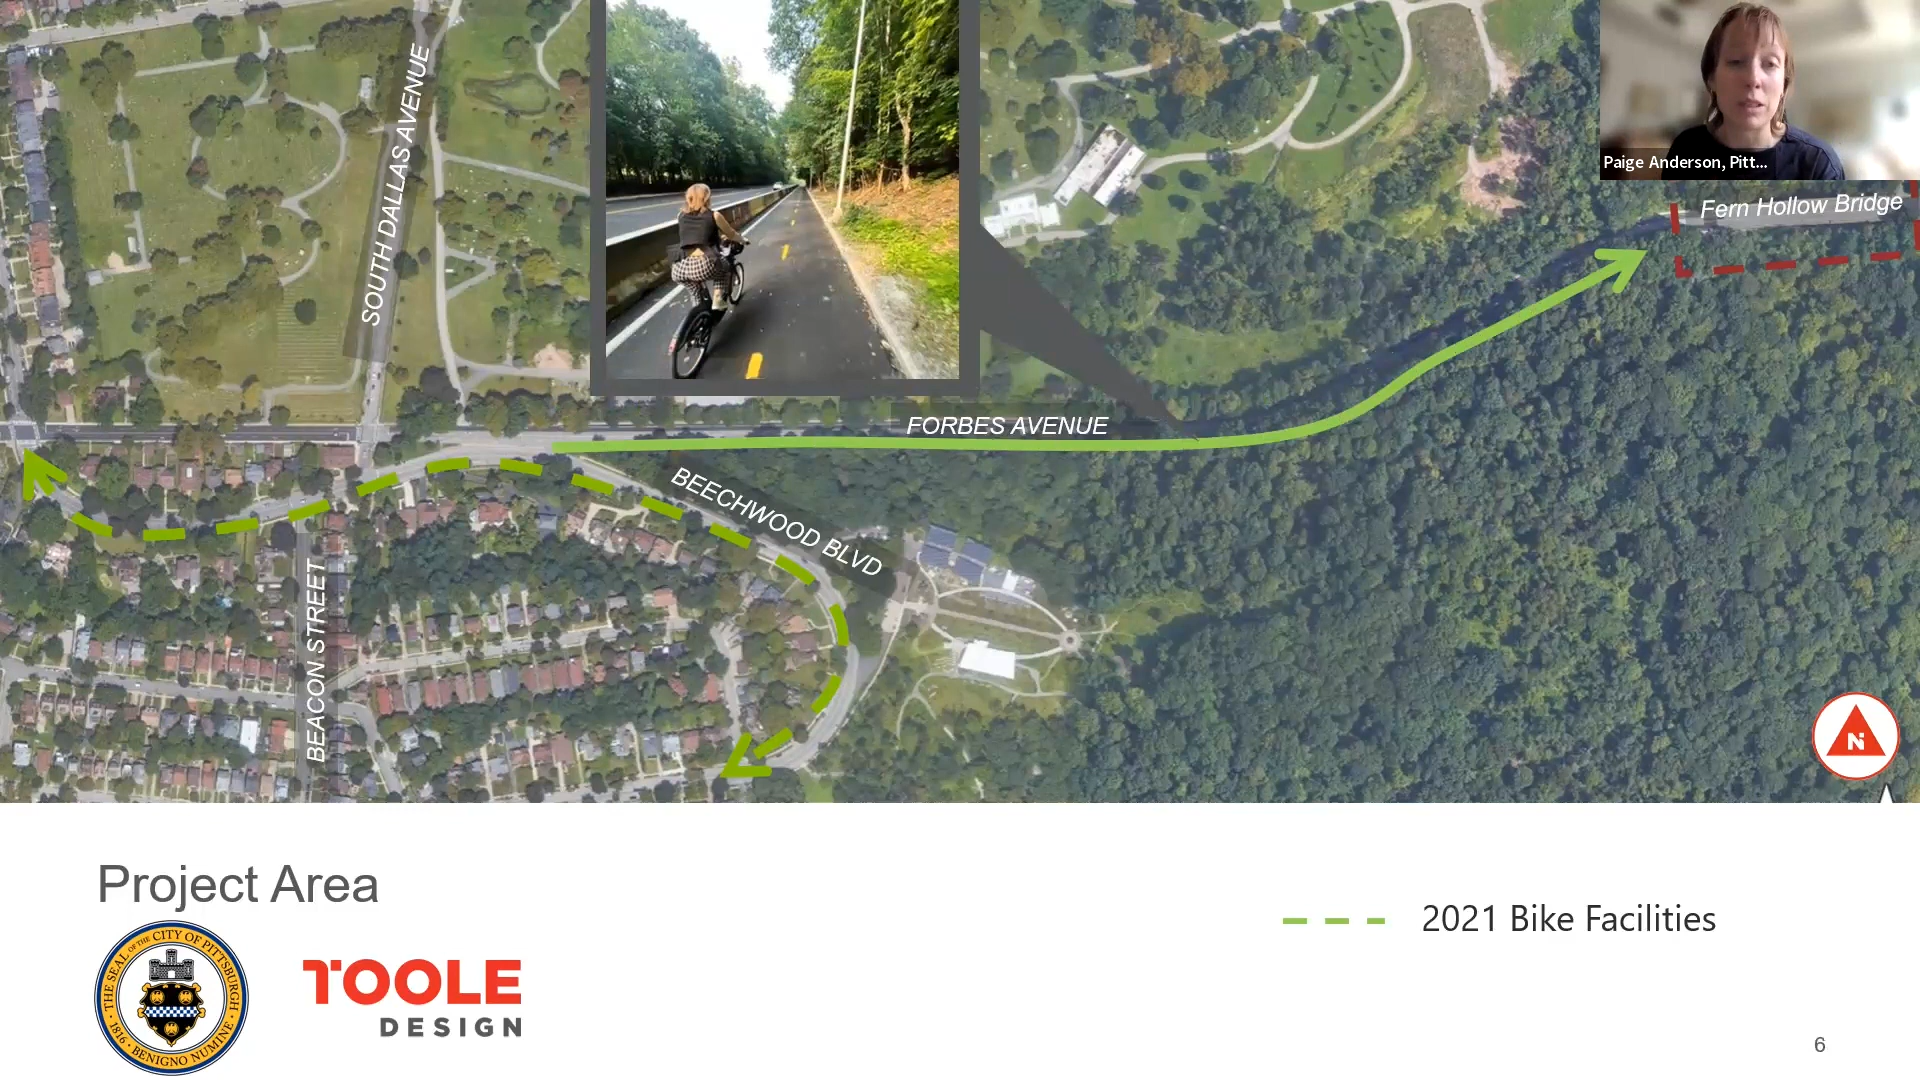 SOUTH DALLAS AVENUE
Paige Anderson, Pitt...
Fern Hollow Bridge
FORBES AVENUE
BEECHWOOD BLVD
BEACON STREET
N
Project Area
2021 Bike Facilities
THE SEAL OF THE CITY OF PITTSBURGH
· 1816 · BENIGNO NUMINE ·
TOOLE
DESIGN
6